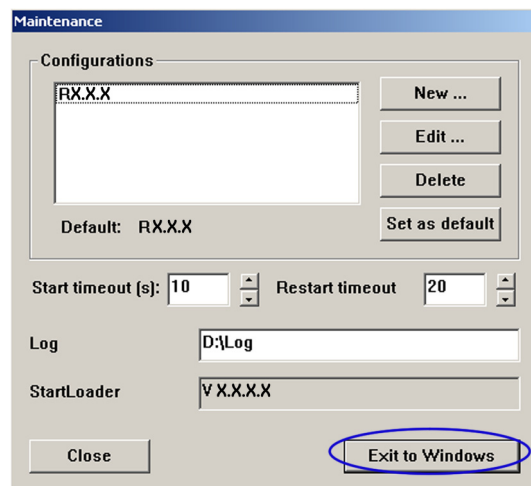 Maintenance
Configurations
RX.X.X
New ...
Edit ...
Delete
Default: RX.X.X
Set as default
Start timeout (s): 10 Restart timeout 20
Log D:\Log
StartLoader V X.X.X.X
Close Exit to Windows